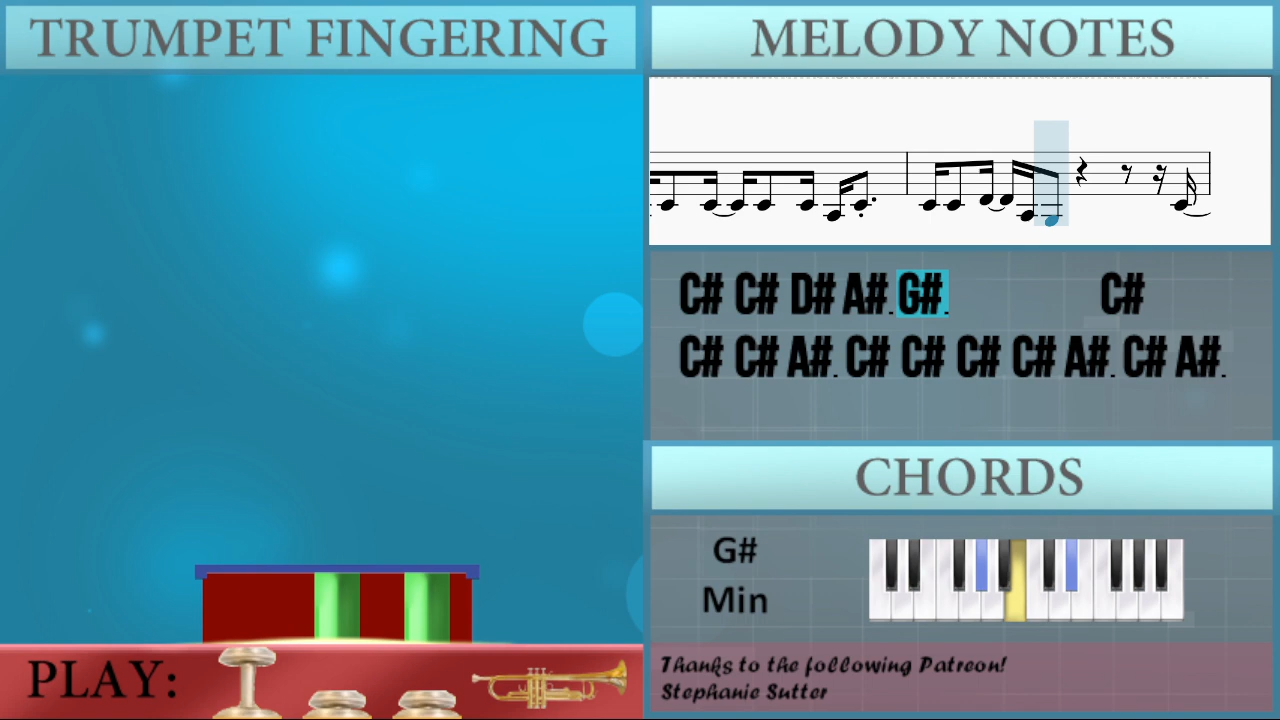 TRUMPET FINGERING
MELODY NOTES
C# C# D# A#. G#. C#
C# C# A#. C# C# C# C# A#. C# A#.
CHORDS
G#
Min
Thanks to the following Patreon!
Stephanie Sutter
PLAY: